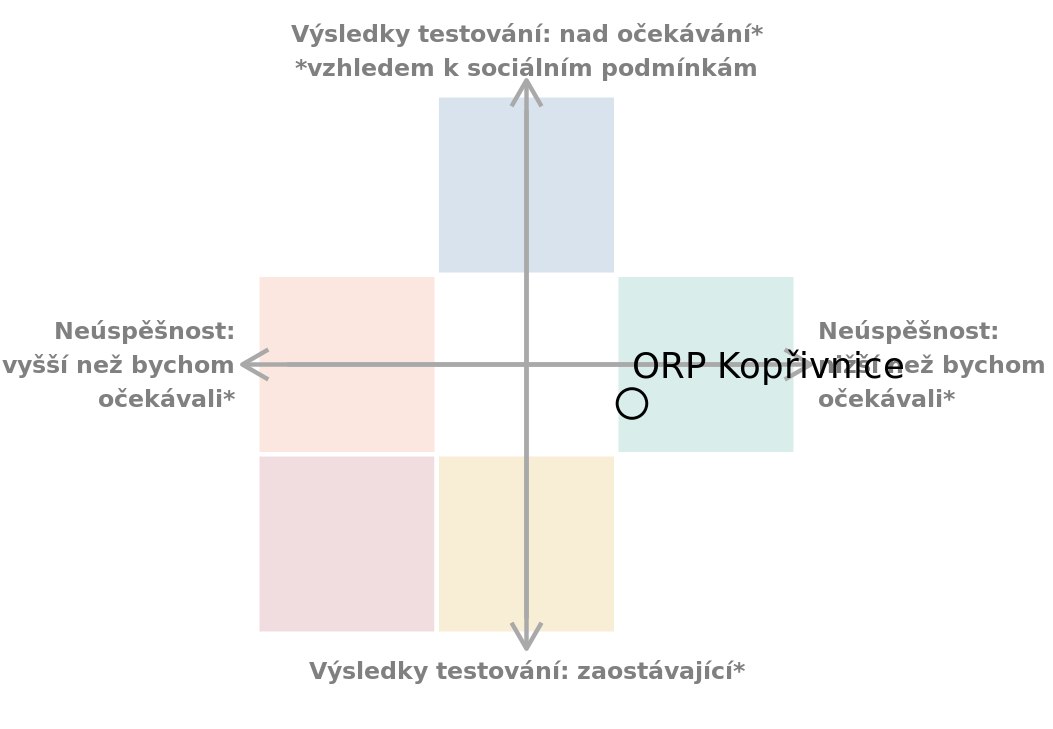 Výsledky testování: nad očekávání*
*vzhledem k sociálním podmínkám
Neúspěšnost:
vyšší než bychom
očekávali*
ORP Kopřivnice
Neúspěšnost:
nižší než bychom
očekávali*
Výsledky testování: zaostávající*